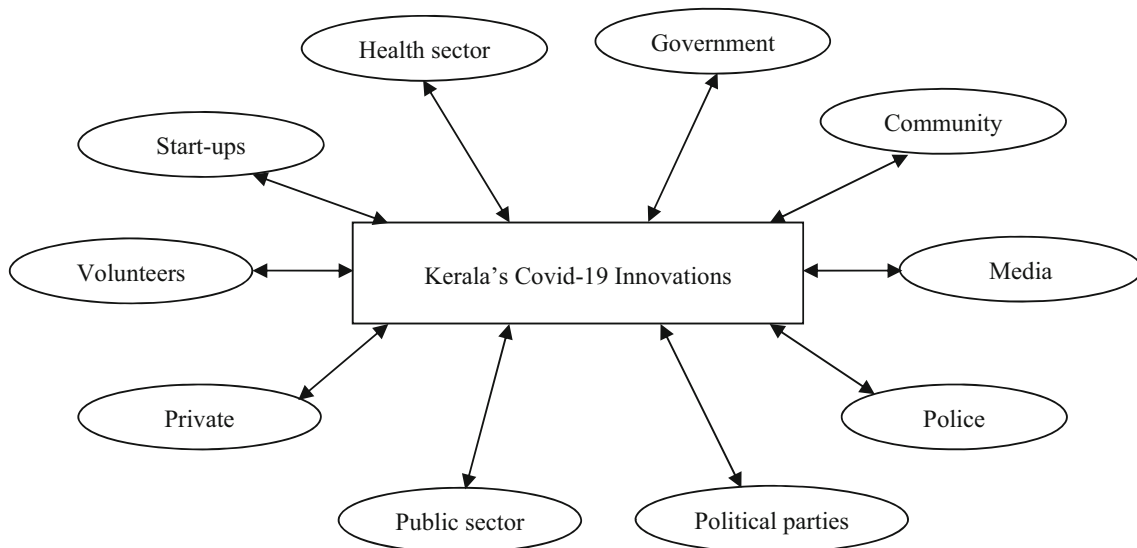 Health sector
Government
Start-ups
Community
Volunteers
Kerala’s Covid-19 Innovations
Media
Private
Police
Public sector
Political parties